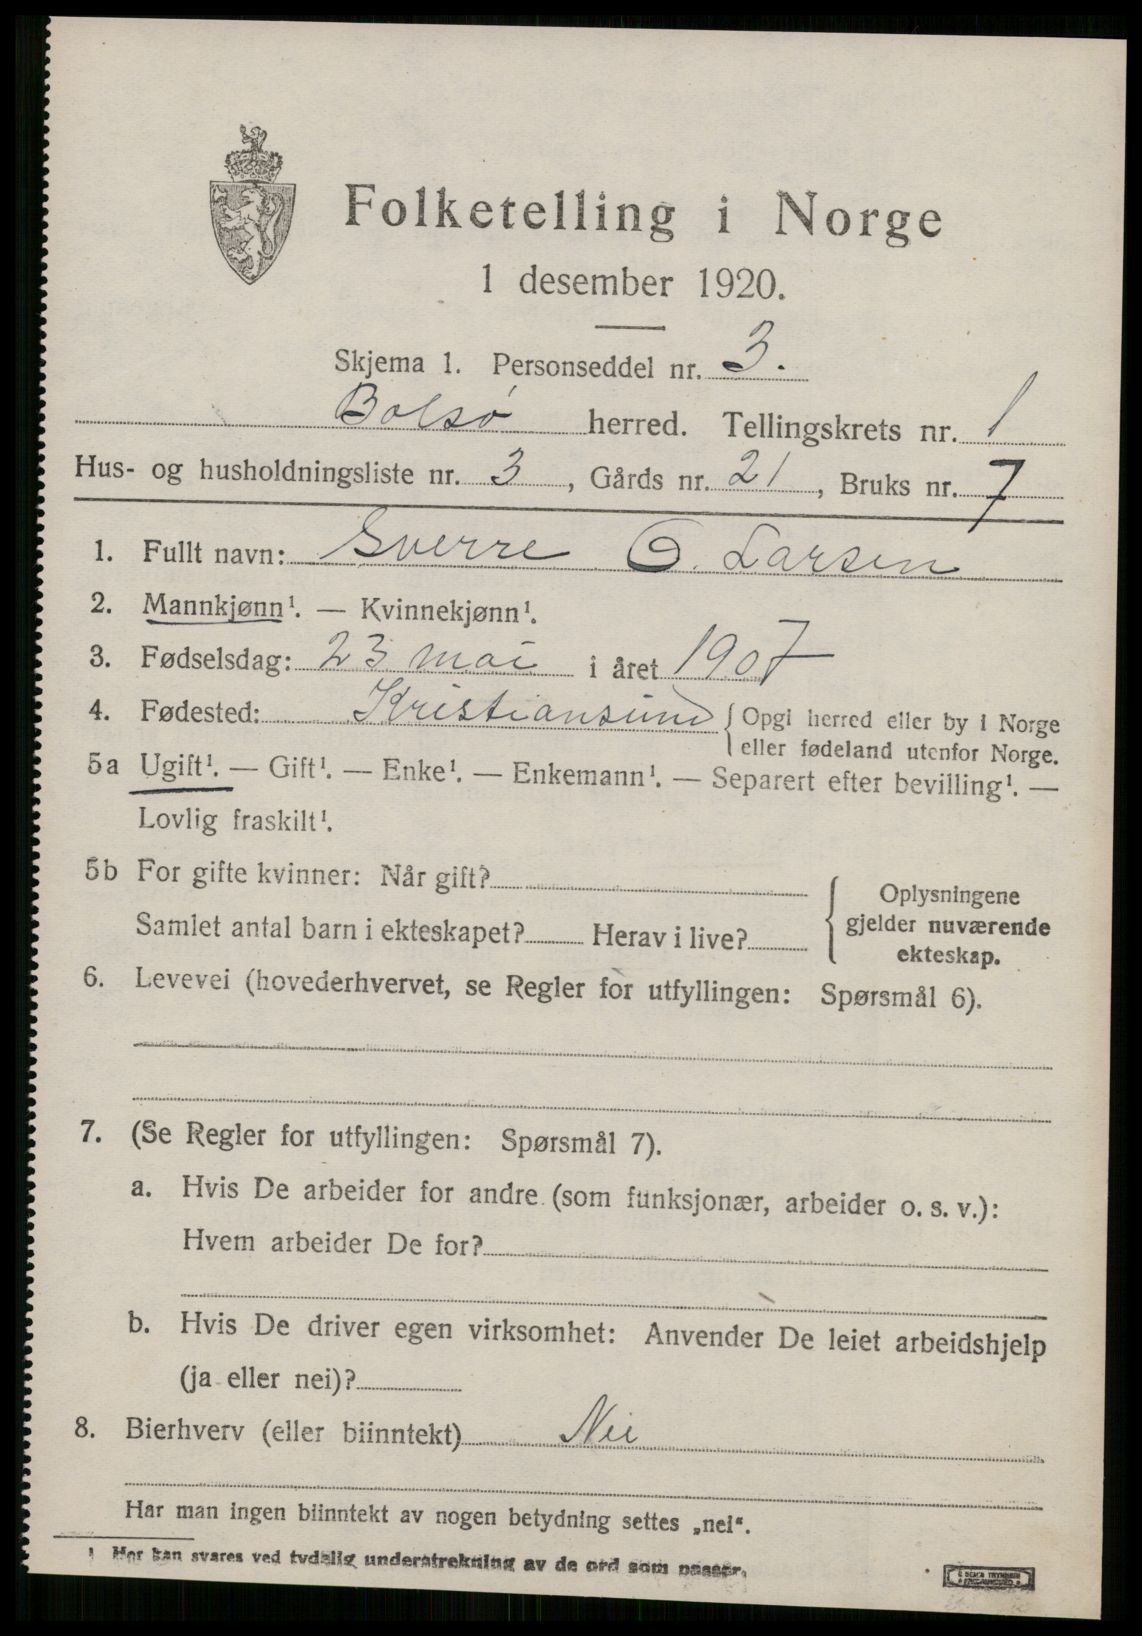 Folketelling i Norge
1 desember 1920.
Skjema 1. Personseddel nr. 3.
Bolsø herred. Tellingskrets nr. 1
Hus- og husholdningsliste nr. 3, Gårds nr. 21, Bruks nr. 7
1. Fullt navn: Sverre O. Larsen
2. Mannkjønn¹. — Kvinnekjønn¹.
3. Fødselsdag: 23 mai i året 1907
4. Fødested: Kristiansund { Opgi herred eller by i Norge
eller fødeland utenfor Norge.
5a Ugift¹. — Gift¹. — Enke¹. — Enkemann¹. — Separert efter bevilling¹. —
Lovlig fraskilt¹.
5b For gifte kvinner: Når gift?
Samlet antal barn i ekteskapet? Herav i live?
{ Oplysningene
gjelder nuværende
ekteskap.
6. Levevei (hovederhvervet, se Regler for utfyllingen: Spørsmål 6).
7. (Se Regler for utfyllingen: Spørsmål 7).
a. Hvis De arbeider for andre (som funksjonær, arbeider o. s. v.):
Hvem arbeider De for?
b. Hvis De driver egen virksomhet: Anvender De leiet arbeidshjelp
(ja eller nei)?
8. Bierhverv (eller biinntekt) Nei
Har man ingen biinntekt av nogen betydning settes „nei“.
¹ Her kan svares ved tydelig understrekning av de ord som passer.